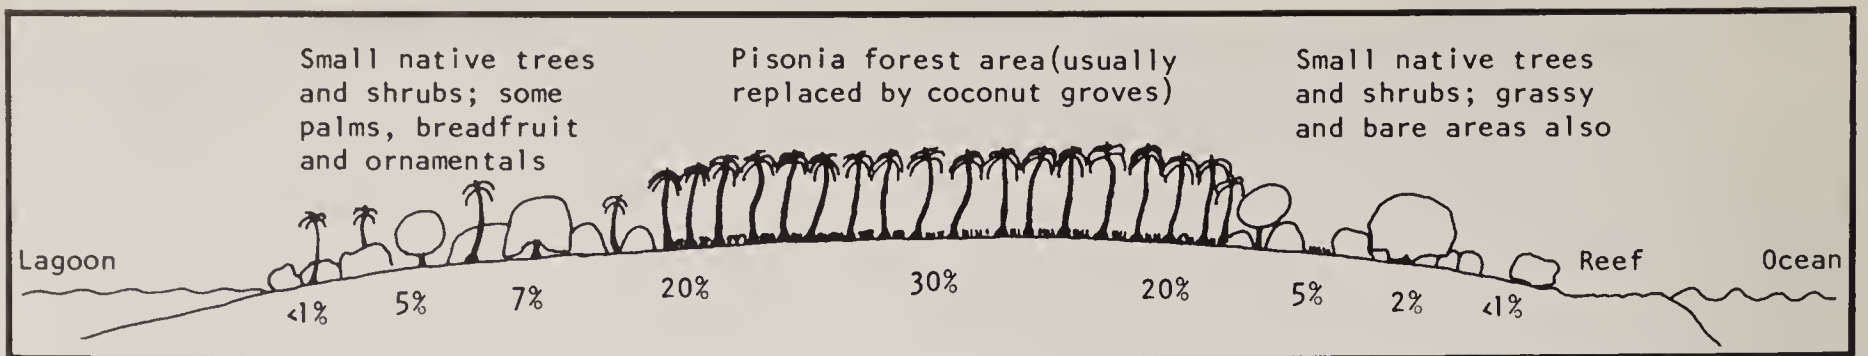 Small native trees
and shrubs; some
palms, breadfruit
and ornamentals
Pisonia forest area(usually
replaced by coconut groves)
Small native trees
and shrubs; grassy
and bare areas also
Lagoon
Reef
Ocean
<1%
5%
7%
20%
30%
20%
5%
2%
<1%